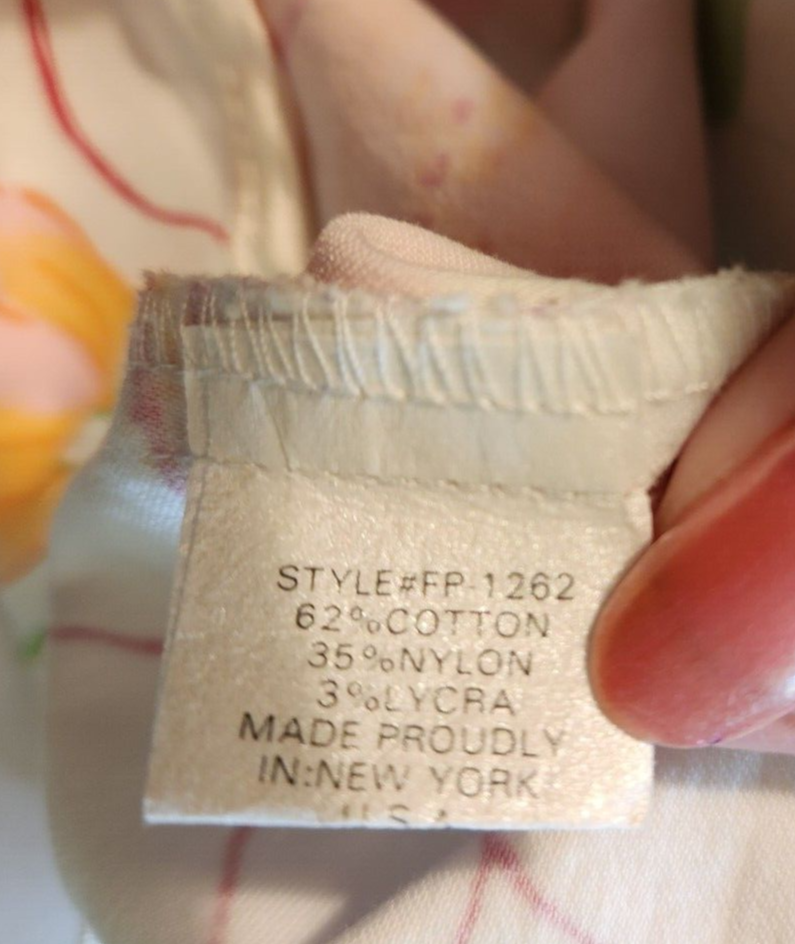 STYLE#FP-1262
62%COTTON
35%NYLON
3%LYCRA
MADE PROUDLY
IN:NEW YORK
U.S.A